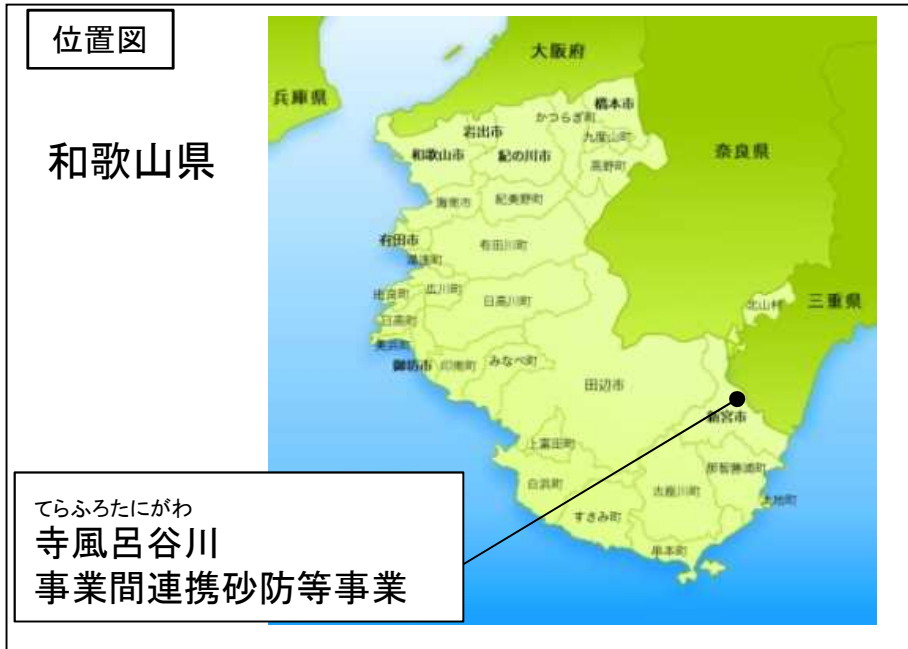 位置図
和歌山県
大阪府
兵庫県
橋本市
かつらぎ町
岩出市
九度山町
和歌山市
紀の川市
奈良県
高野町
海南市
紀美野町
有田市
有田川町
湯浅町
広川町
由良町
日高川町
北山村
三重県
日高町
美浜町
御坊市
印南町
みなべ町
田辺市
新宮市
上富田町
那智勝浦町
白浜町
古座川町
太地町
すさみ町
串本町
てらふろたにがわ
寺風呂谷川
事業間連携砂防等事業